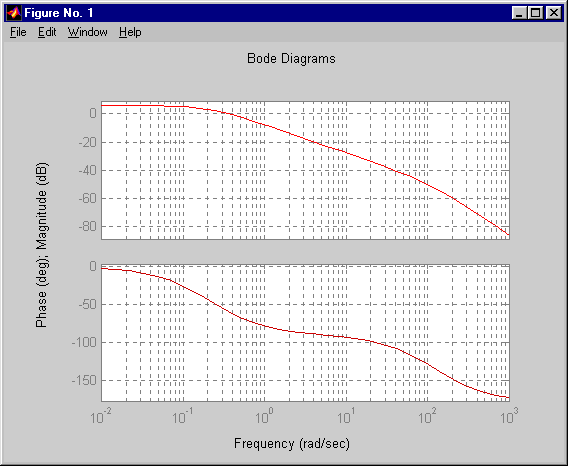 Figure No. 1
File Edit Window Help
Bode Diagrams
Phase (deg); Magnitude (dB)
0
-20
-40
-60
-80
0
-50
-100
-150
10^-2 10^-1 10^0 10^1 10^2 10^3
Frequency (rad/sec)